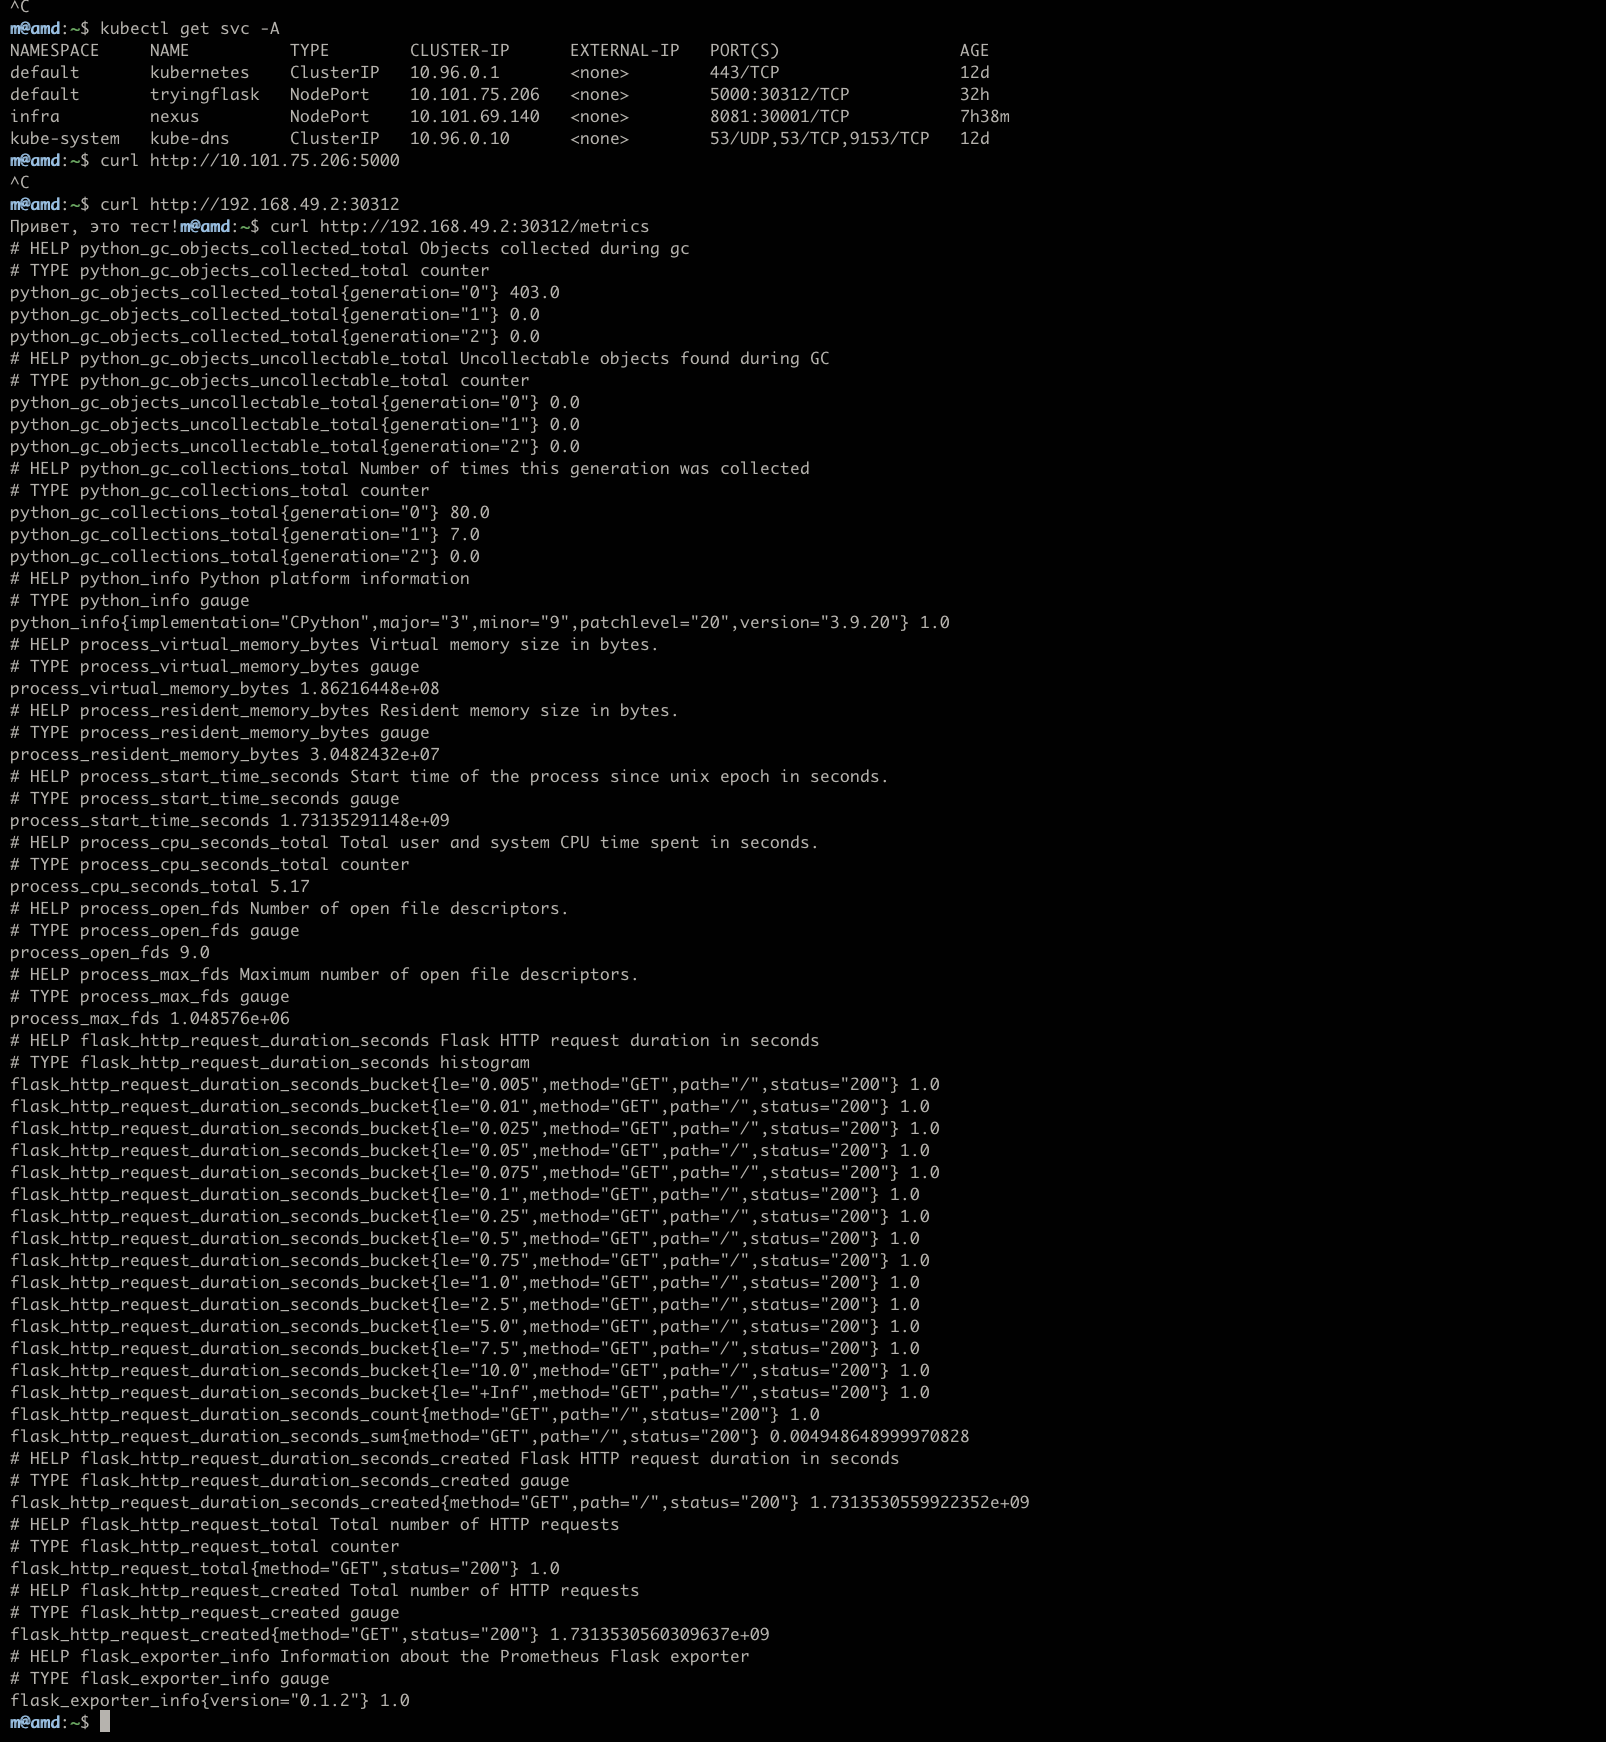 ^C
m@amd:~$ kubectl get svc -A
NAMESPACE     NAME          TYPE        CLUSTER-IP      EXTERNAL-IP   PORT(S)                  AGE
default       kubernetes    ClusterIP   10.96.0.1       <none>        443/TCP                  12d
default       tryingflask   NodePort    10.101.75.206   <none>        5000:30312/TCP           32h
infra         nexus         NodePort    10.101.69.140   <none>        8081:30001/TCP           7h38m
kube-system   kube-dns      ClusterIP   10.96.0.10      <none>        53/UDP,53/TCP,9153/TCP   12d
m@amd:~$ curl http://10.101.75.206:5000
^C
m@amd:~$ curl http://192.168.49.2:30312
Привет, это тест!m@amd:~$ curl http://192.168.49.2:30312/metrics
# HELP python_gc_objects_collected_total Objects collected during gc
# TYPE python_gc_objects_collected_total counter
python_gc_objects_collected_total{generation="0"} 403.0
python_gc_objects_collected_total{generation="1"} 0.0
python_gc_objects_collected_total{generation="2"} 0.0
# HELP python_gc_objects_uncollectable_total Uncollectable objects found during GC
# TYPE python_gc_objects_uncollectable_total counter
python_gc_objects_uncollectable_total{generation="0"} 0.0
python_gc_objects_uncollectable_total{generation="1"} 0.0
python_gc_objects_uncollectable_total{generation="2"} 0.0
# HELP python_gc_collections_total Number of times this generation was collected
# TYPE python_gc_collections_total counter
python_gc_collections_total{generation="0"} 80.0
python_gc_collections_total{generation="1"} 7.0
python_gc_collections_total{generation="2"} 0.0
# HELP python_info Python platform information
# TYPE python_info gauge
python_info{implementation="CPython",major="3",minor="9",patchlevel="20",version="3.9.20"} 1.0
# HELP process_virtual_memory_bytes Virtual memory size in bytes.
# TYPE process_virtual_memory_bytes gauge
process_virtual_memory_bytes 1.86216448e+08
# HELP process_resident_memory_bytes Resident memory size in bytes.
# TYPE process_resident_memory_bytes gauge
process_resident_memory_bytes 3.0482432e+07
# HELP process_start_time_seconds Start time of the process since unix epoch in seconds.
# TYPE process_start_time_seconds gauge
process_start_time_seconds 1.73135291148e+09
# HELP process_cpu_seconds_total Total user and system CPU time spent in seconds.
# TYPE process_cpu_seconds_total counter
process_cpu_seconds_total 5.17
# HELP process_open_fds Number of open file descriptors.
# TYPE process_open_fds gauge
process_open_fds 9.0
# HELP process_max_fds Maximum number of open file descriptors.
# TYPE process_max_fds gauge
process_max_fds 1.048576e+06
# HELP flask_http_request_duration_seconds Flask HTTP request duration in seconds
# TYPE flask_http_request_duration_seconds histogram
flask_http_request_duration_seconds_bucket{le="0.005",method="GET",path="/",status="200"} 1.0
flask_http_request_duration_seconds_bucket{le="0.01",method="GET",path="/",status="200"} 1.0
flask_http_request_duration_seconds_bucket{le="0.025",method="GET",path="/",status="200"} 1.0
flask_http_request_duration_seconds_bucket{le="0.05",method="GET",path="/",status="200"} 1.0
flask_http_request_duration_seconds_bucket{le="0.075",method="GET",path="/",status="200"} 1.0
flask_http_request_duration_seconds_bucket{le="0.1",method="GET",path="/",status="200"} 1.0
flask_http_request_duration_seconds_bucket{le="0.25",method="GET",path="/",status="200"} 1.0
flask_http_request_duration_seconds_bucket{le="0.5",method="GET",path="/",status="200"} 1.0
flask_http_request_duration_seconds_bucket{le="0.75",method="GET",path="/",status="200"} 1.0
flask_http_request_duration_seconds_bucket{le="1.0",method="GET",path="/",status="200"} 1.0
flask_http_request_duration_seconds_bucket{le="2.5",method="GET",path="/",status="200"} 1.0
flask_http_request_duration_seconds_bucket{le="5.0",method="GET",path="/",status="200"} 1.0
flask_http_request_duration_seconds_bucket{le="7.5",method="GET",path="/",status="200"} 1.0
flask_http_request_duration_seconds_bucket{le="10.0",method="GET",path="/",status="200"} 1.0
flask_http_request_duration_seconds_bucket{le="+Inf",method="GET",path="/",status="200"} 1.0
flask_http_request_duration_seconds_count{method="GET",path="/",status="200"} 1.0
flask_http_request_duration_seconds_sum{method="GET",path="/",status="200"} 0.004948648999970828
# HELP flask_http_request_duration_seconds_created Flask HTTP request duration in seconds
# TYPE flask_http_request_duration_seconds_created gauge
flask_http_request_duration_seconds_created{method="GET",path="/",status="200"} 1.7313530559922352e+09
# HELP flask_http_request_total Total number of HTTP requests
# TYPE flask_http_request_total counter
flask_http_request_total{method="GET",status="200"} 1.0
# HELP flask_http_request_created Total number of HTTP requests
# TYPE flask_http_request_created gauge
flask_http_request_created{method="GET",status="200"} 1.7313530560309637e+09
# HELP flask_exporter_info Information about the Prometheus Flask exporter
# TYPE flask_exporter_info gauge
flask_exporter_info{version="0.1.2"} 1.0
m@amd:~$